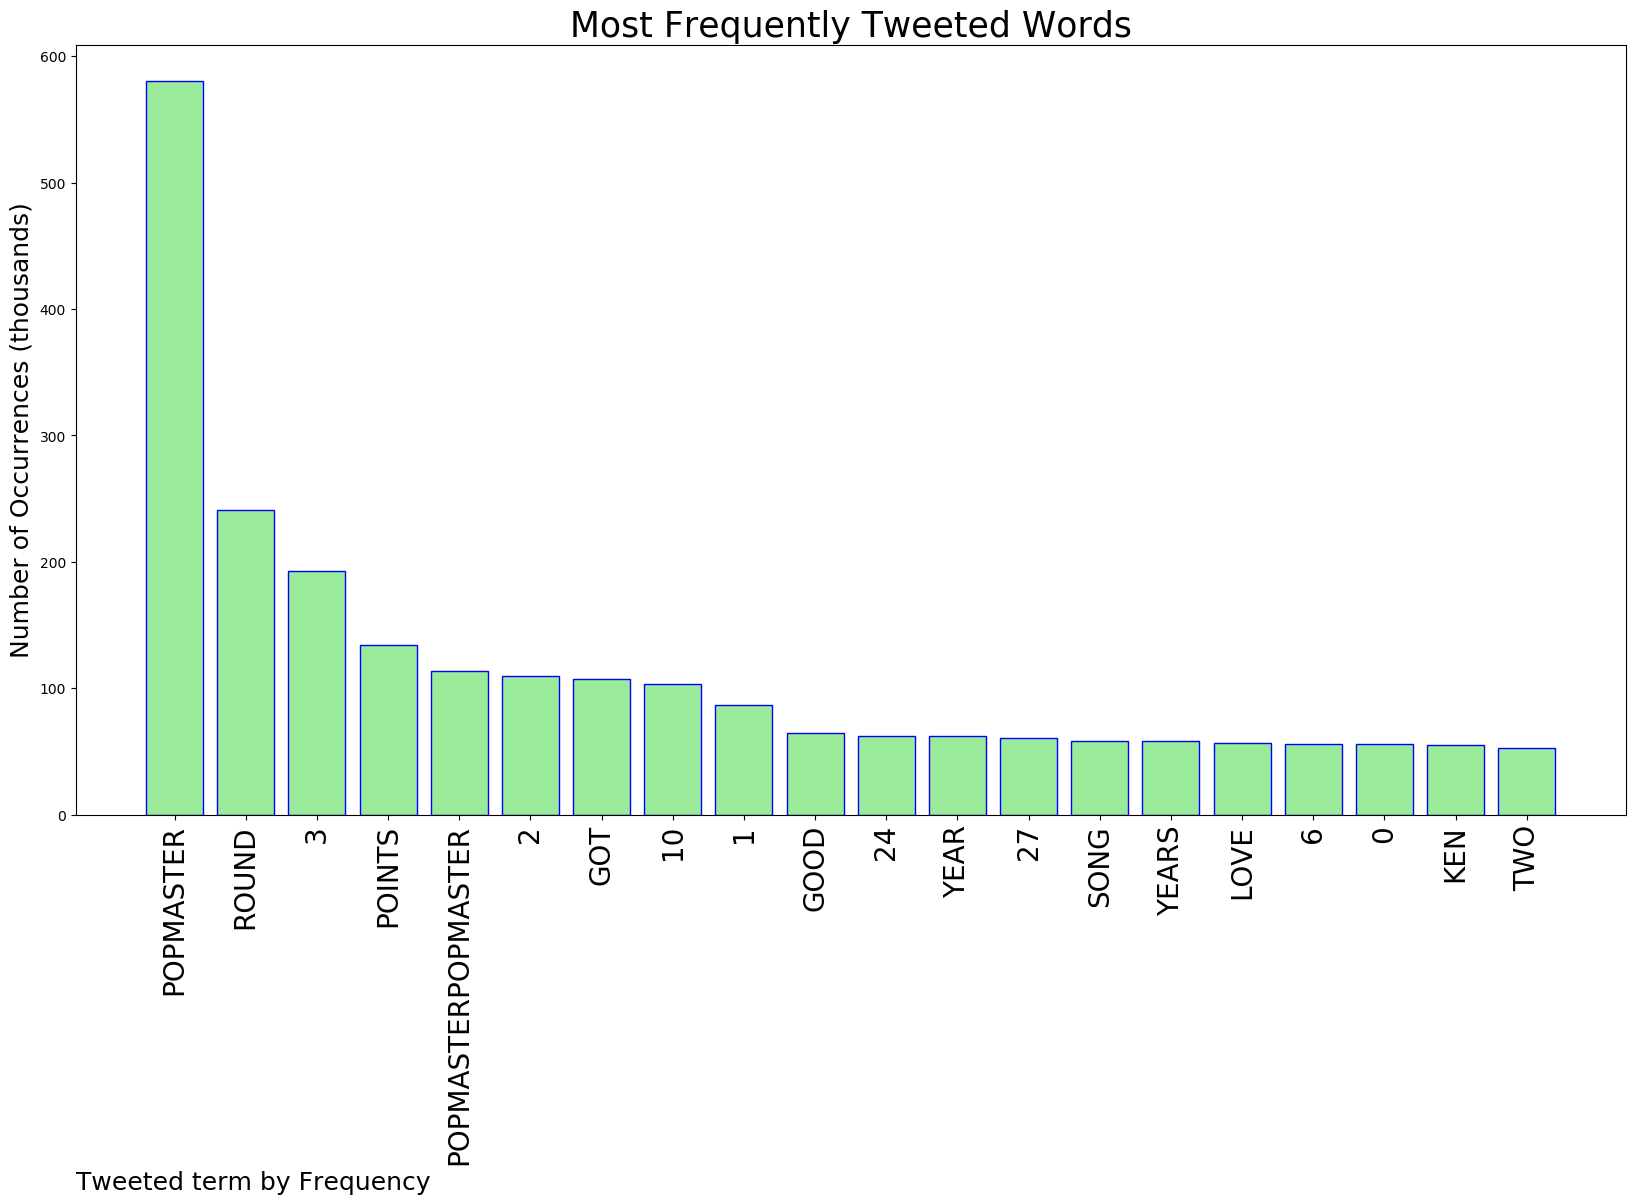 Most Frequently Tweeted Words
Number of Occurrences (thousands)
600
500
400
300
200
100
0
POPMASTER
ROUND
3
POINTS
POPMASTERPOPMASTER
2
GOT
10
1
GOOD
24
YEAR
27
SONG
YEARS
LOVE
6
0
KEN
TWO
Tweeted term by Frequency